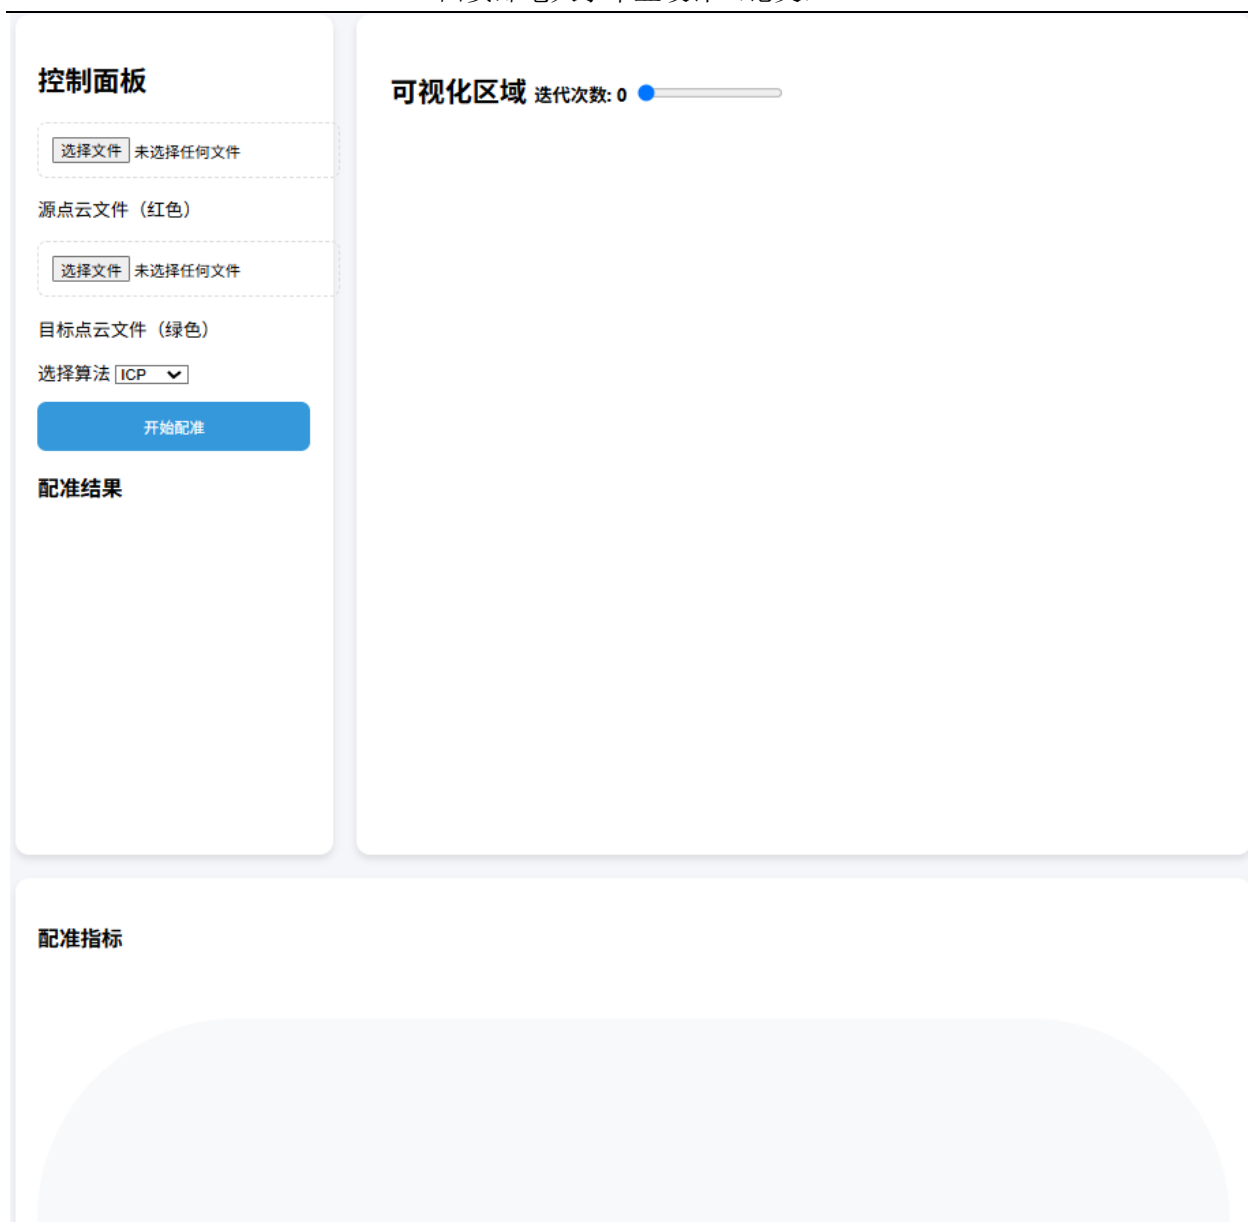 控制面板
选择文件 未选择任何文件
源点云文件（红色）
选择文件 未选择任何文件
目标点云文件（绿色）
选择算法 ICP
开始配准
配准结果
可视化区域 迭代次数: 0
配准指标